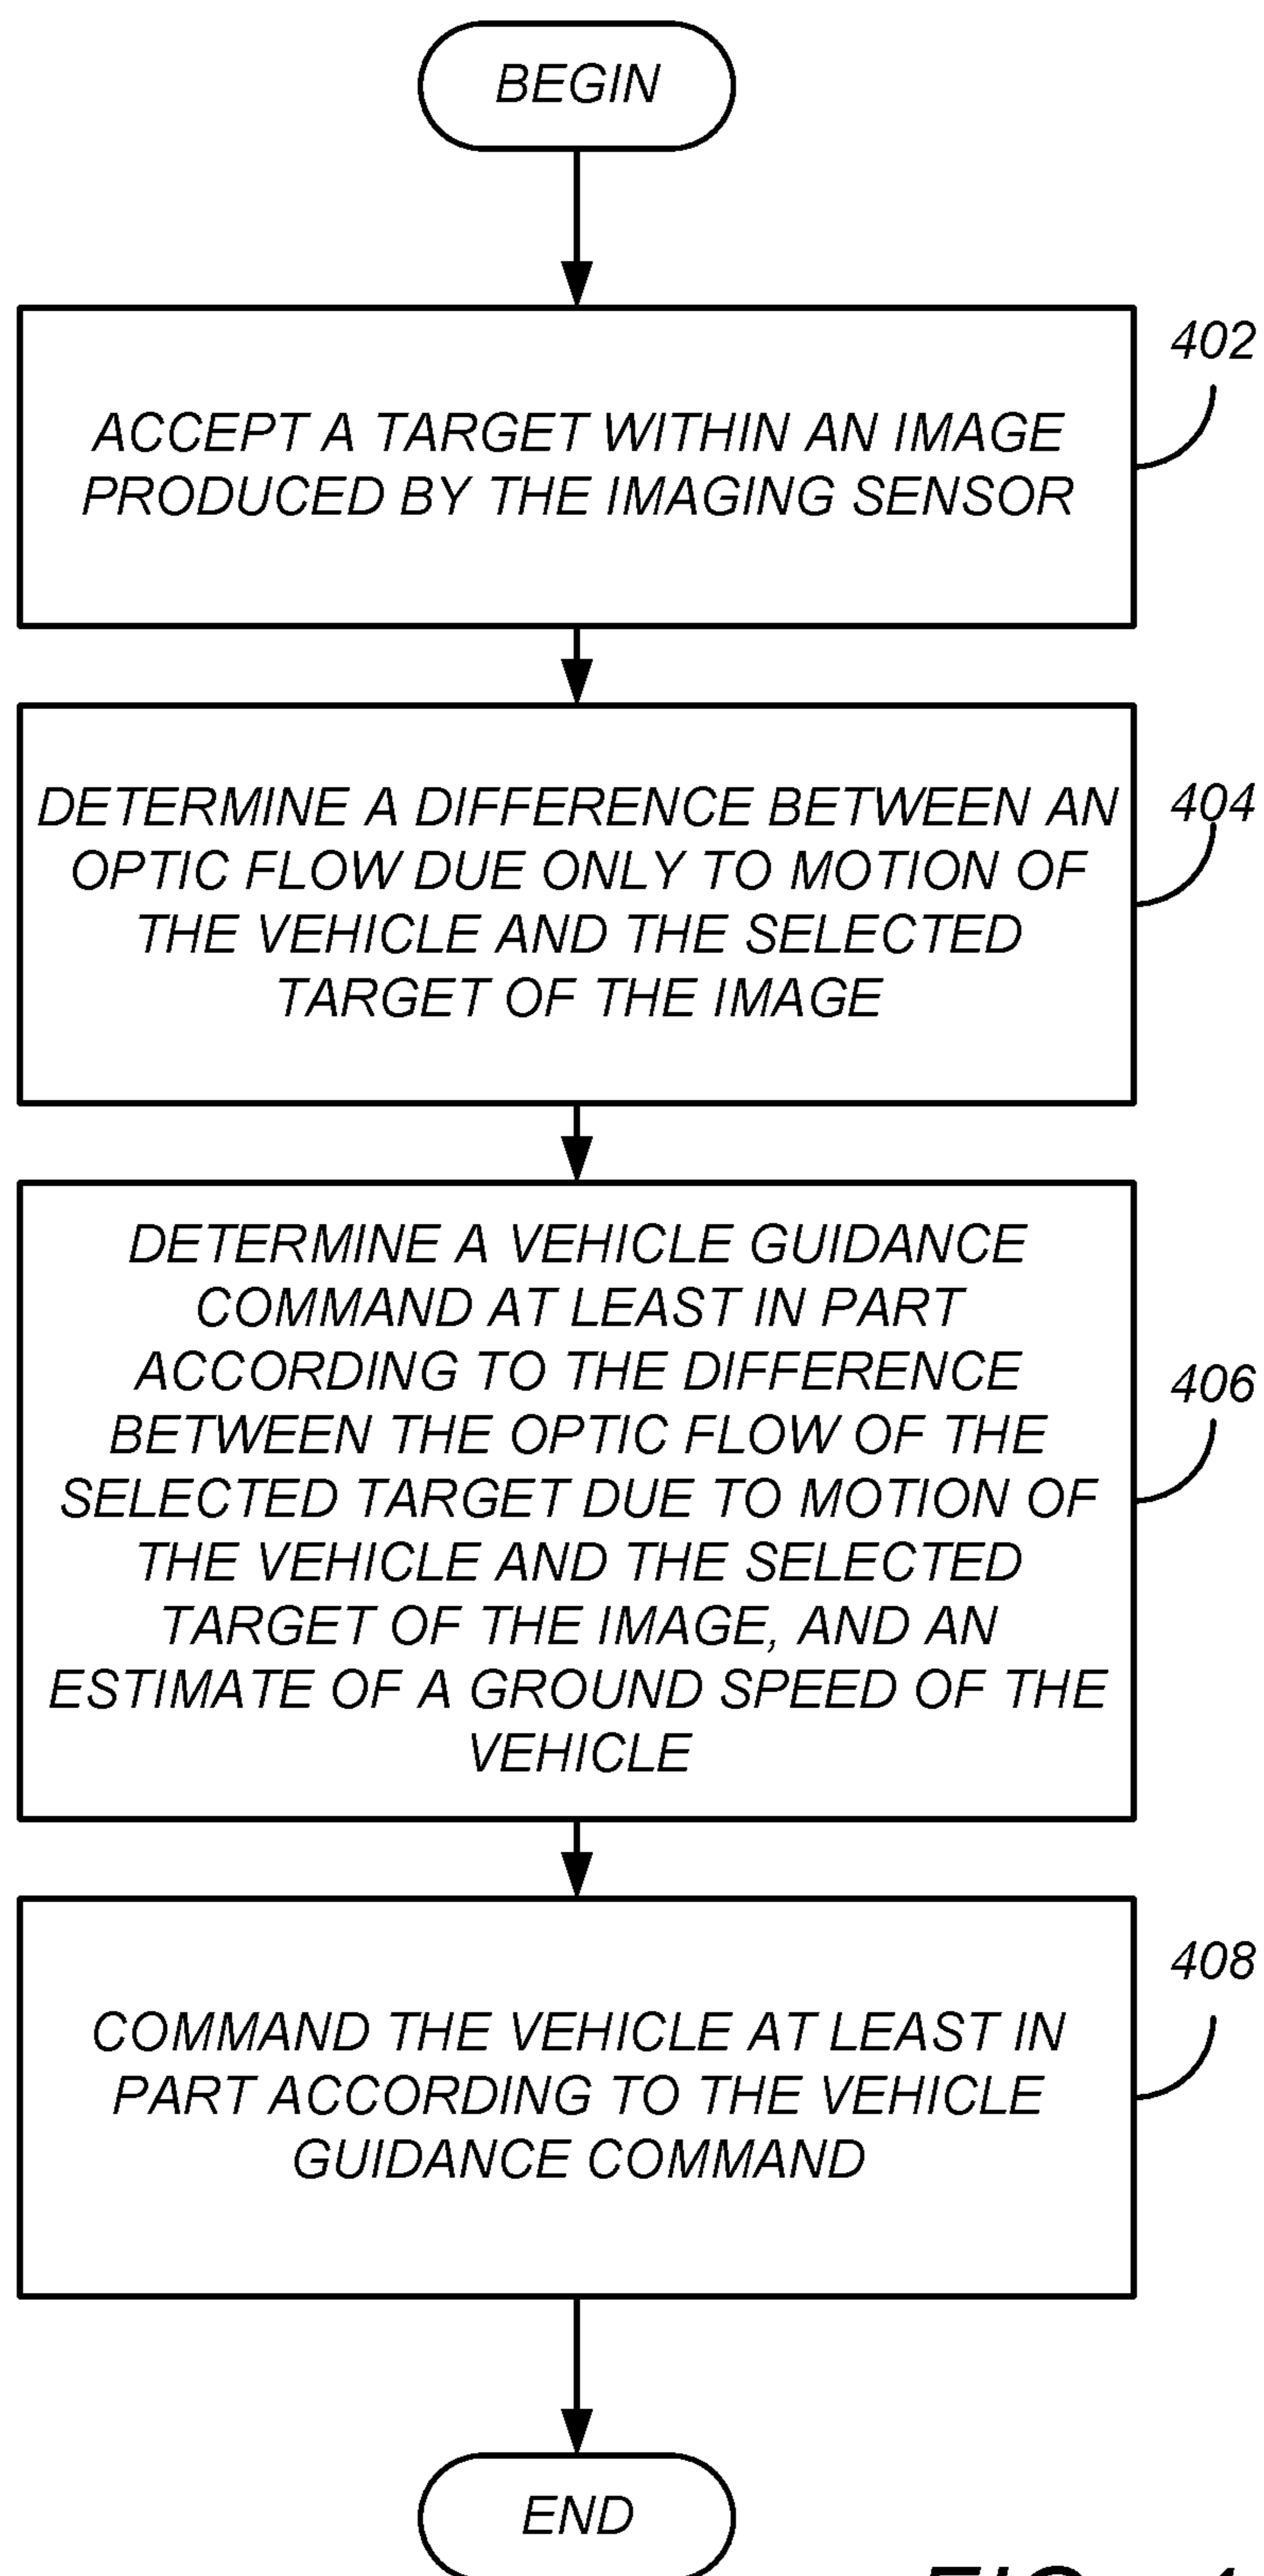 BEGIN
402
ACCEPT A TARGET WITHIN AN IMAGE
PRODUCED BY THE IMAGING SENSOR
404
DETERMINE A DIFFERENCE BETWEEN AN
OPTIC FLOW DUE ONLY TO MOTION OF
THE VEHICLE AND THE SELECTED
TARGET OF THE IMAGE
406
DETERMINE A VEHICLE GUIDANCE
COMMAND AT LEAST IN PART
ACCORDING TO THE DIFFERENCE
BETWEEN THE OPTIC FLOW OF THE
SELECTED TARGET DUE TO MOTION OF
THE VEHICLE AND THE SELECTED
TARGET OF THE IMAGE, AND AN
ESTIMATE OF A GROUND SPEED OF THE
VEHICLE
408
COMMAND THE VEHICLE AT LEAST IN
PART ACCORDING TO THE VEHICLE
GUIDANCE COMMAND
END